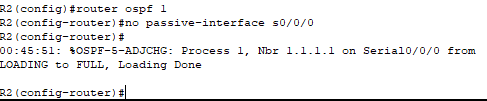 R2(config)#router ospf 1
R2(config-router)#no passive-interface s0/0/0
R2(config-router)#
00:45:51: %OSPF-5-ADJCHG: Process 1, Nbr 1.1.1.1 on Serial0/0/0 from
LOADING to FULL, Loading Done
R2(config-router)#